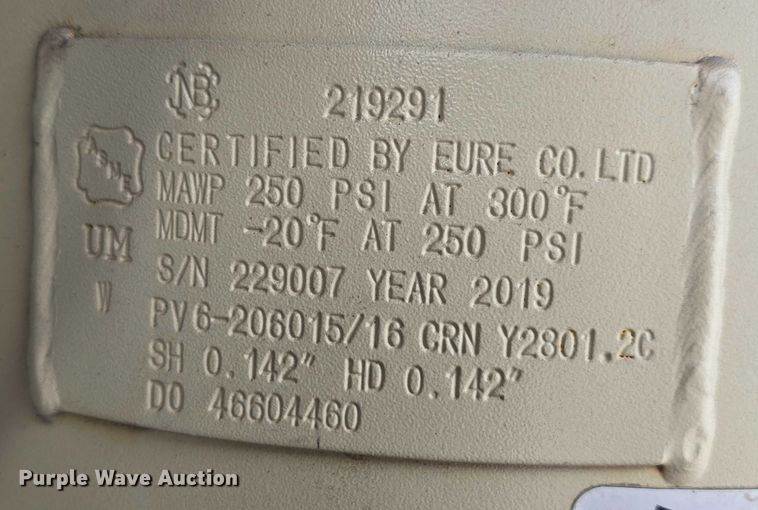 NB 219291
ASME CERTIFIED BY EURE CO. LTD
MAWP 250 PSI AT 300°F
UM MDMT -20°F AT 250 PSI
W S/N 229007 YEAR 2019
PV6-206015/16 CRN Y2801.2C
SH 0.142" HD 0.142"
DO 46604460
Purple Wave Auction